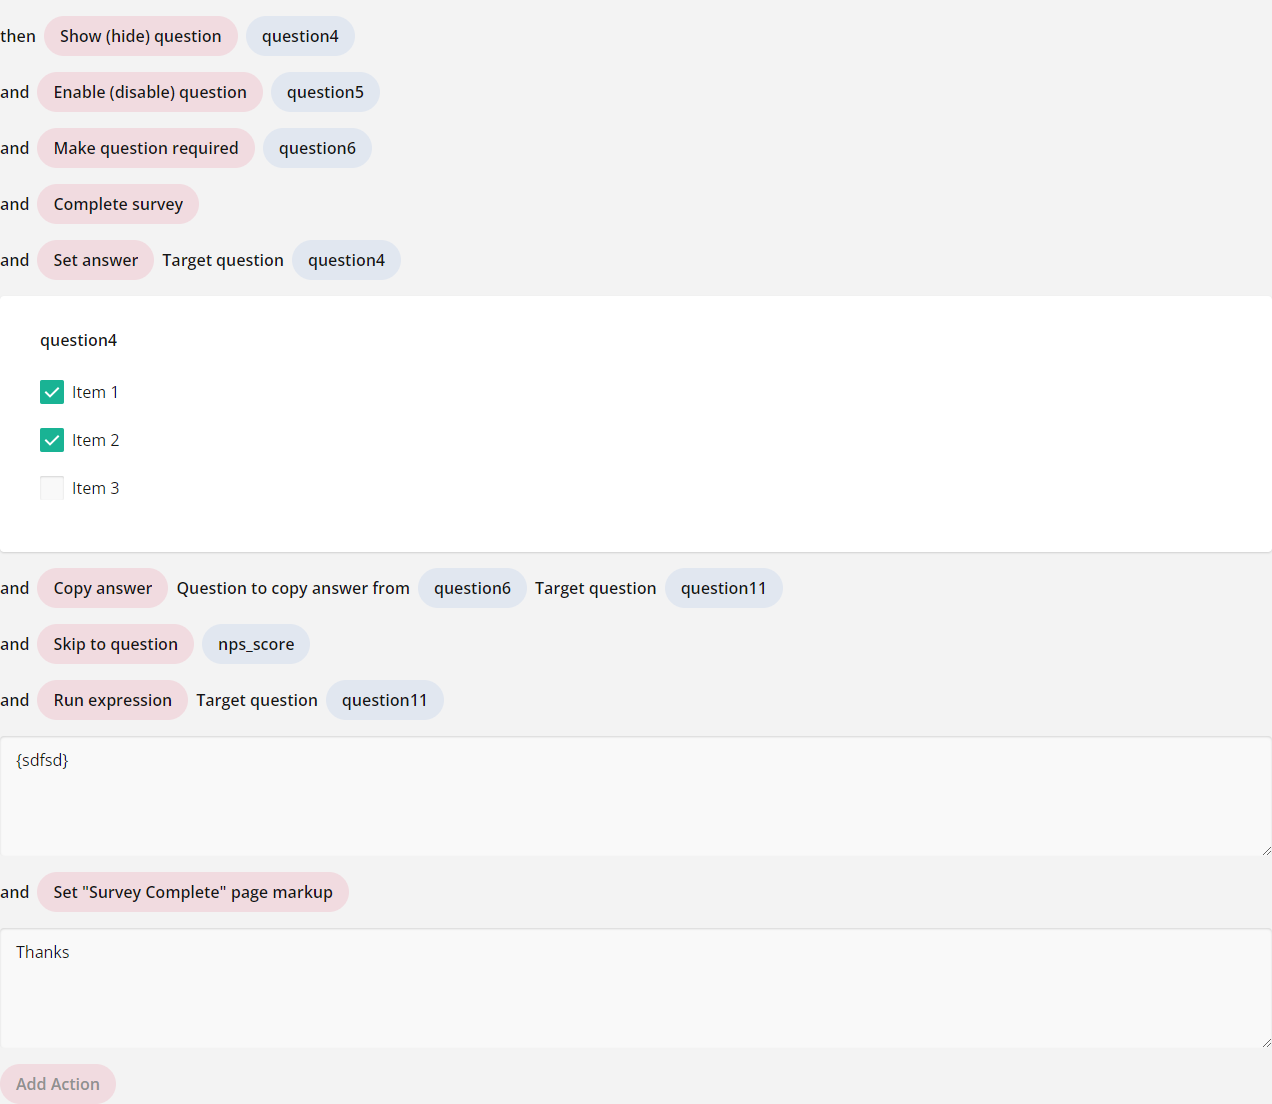 then Show (hide) question question4
and Enable (disable) question question5
and Make question required question6
and Complete survey
and Set answer Target question question4
question4
Item 1
Item 2
Item 3
and Copy answer Question to copy answer from question6 Target question question11
and Skip to question nps_score
and Run expression Target question question11
{sdfsd}
and Set "Survey Complete" page markup
Thanks
Add Action